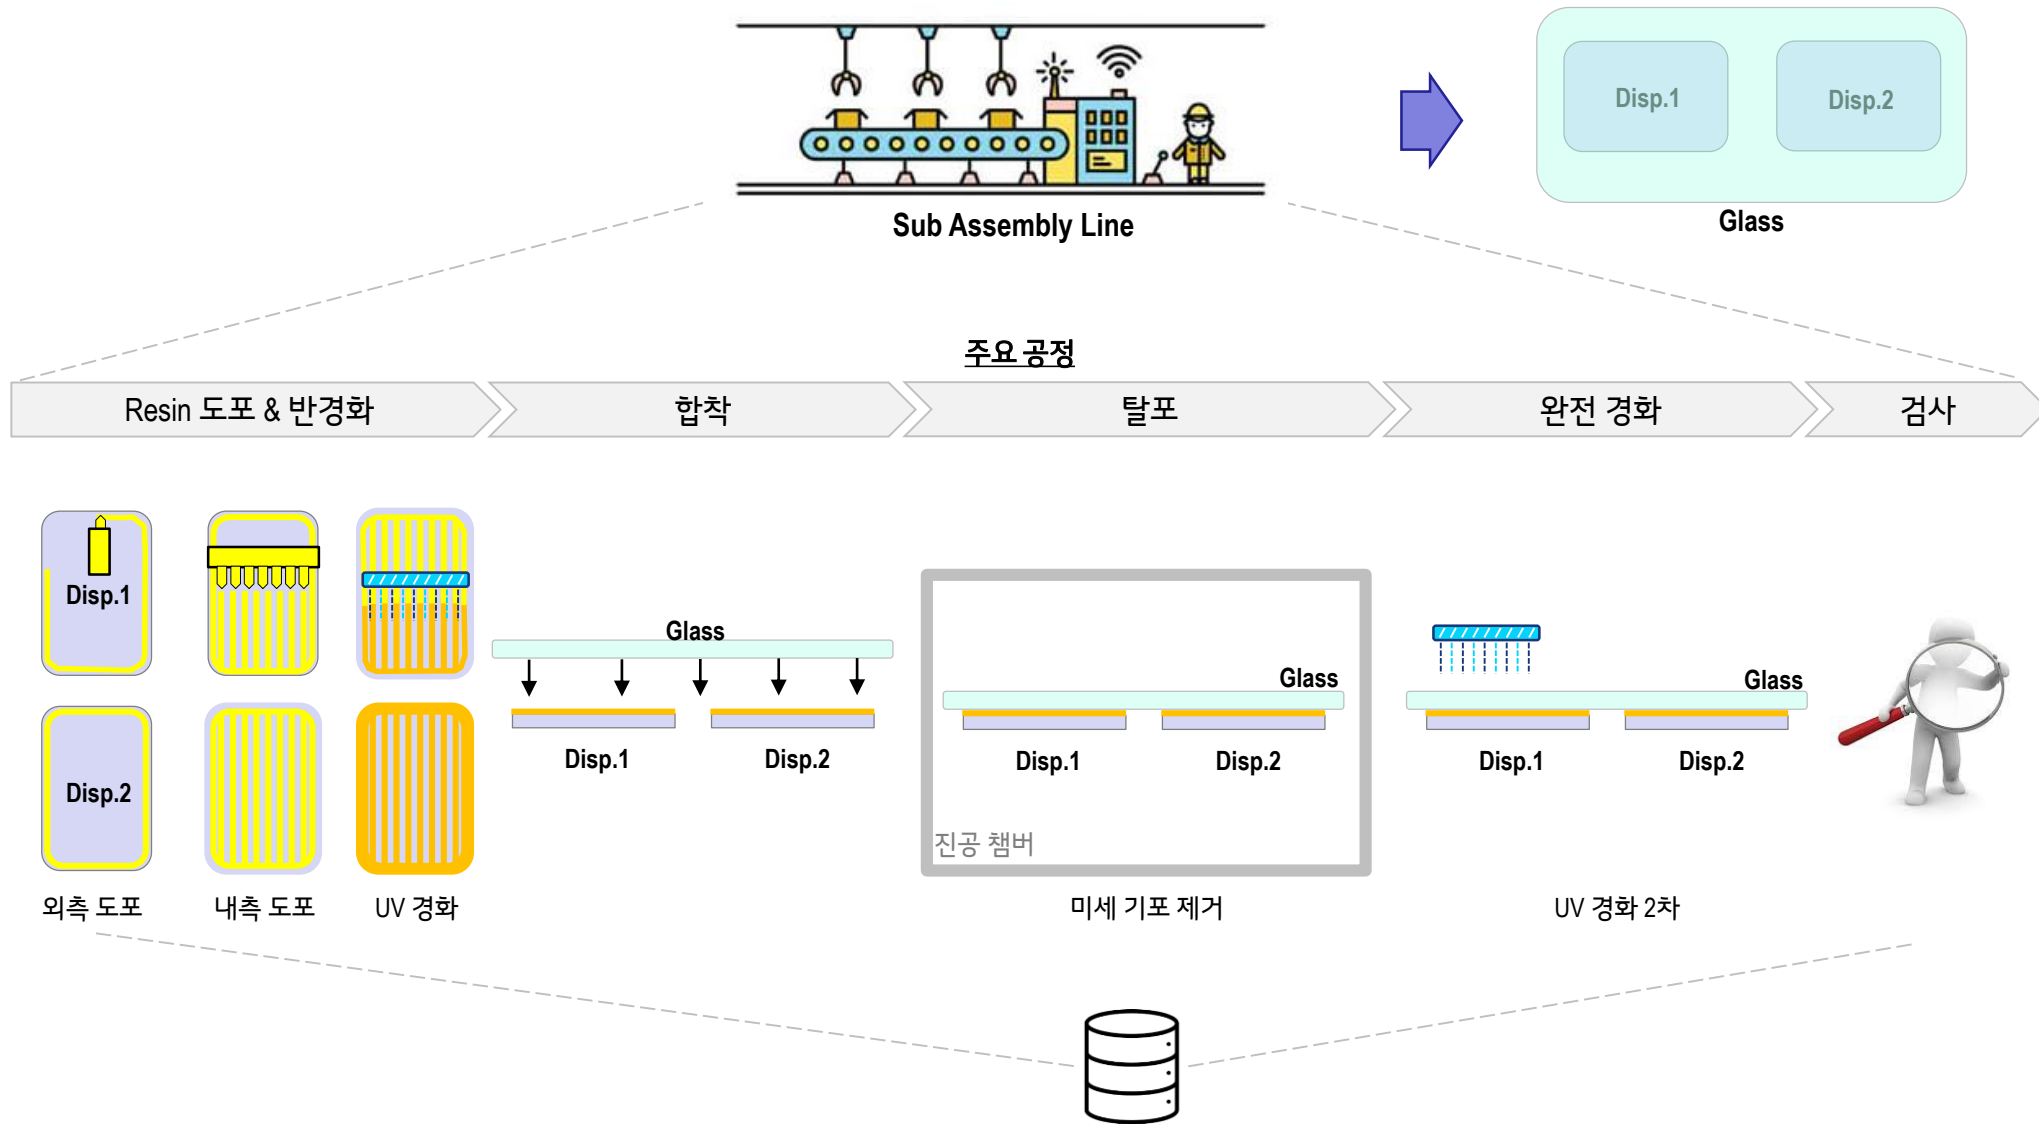 Disp.1
Disp.2
Sub Assembly Line
Glass
주요 공정
Resin 도포 & 반경화
합착
탈포
완전 경화
검사
Disp.1
Disp.2
외측 도포
내측 도포
UV 경화
Glass
Disp.1
Disp.2
Glass
Disp.1
Disp.2
진공 챔버
미세 기포 제거
Glass
Disp.1
Disp.2
UV 경화 2차